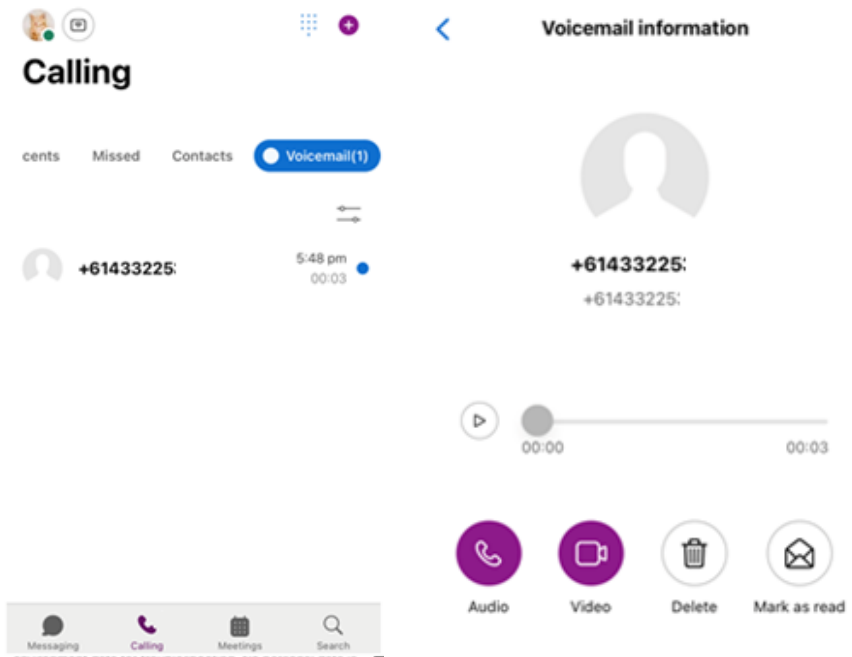 Calling
cents Missed Contacts Voicemail(1)
+61433225
5:48 pm
00:03
Messaging Calling Meetings Search
Voicemail information
+61433225
+61433225
00:00 00:03
Audio Video Delete Mark as read